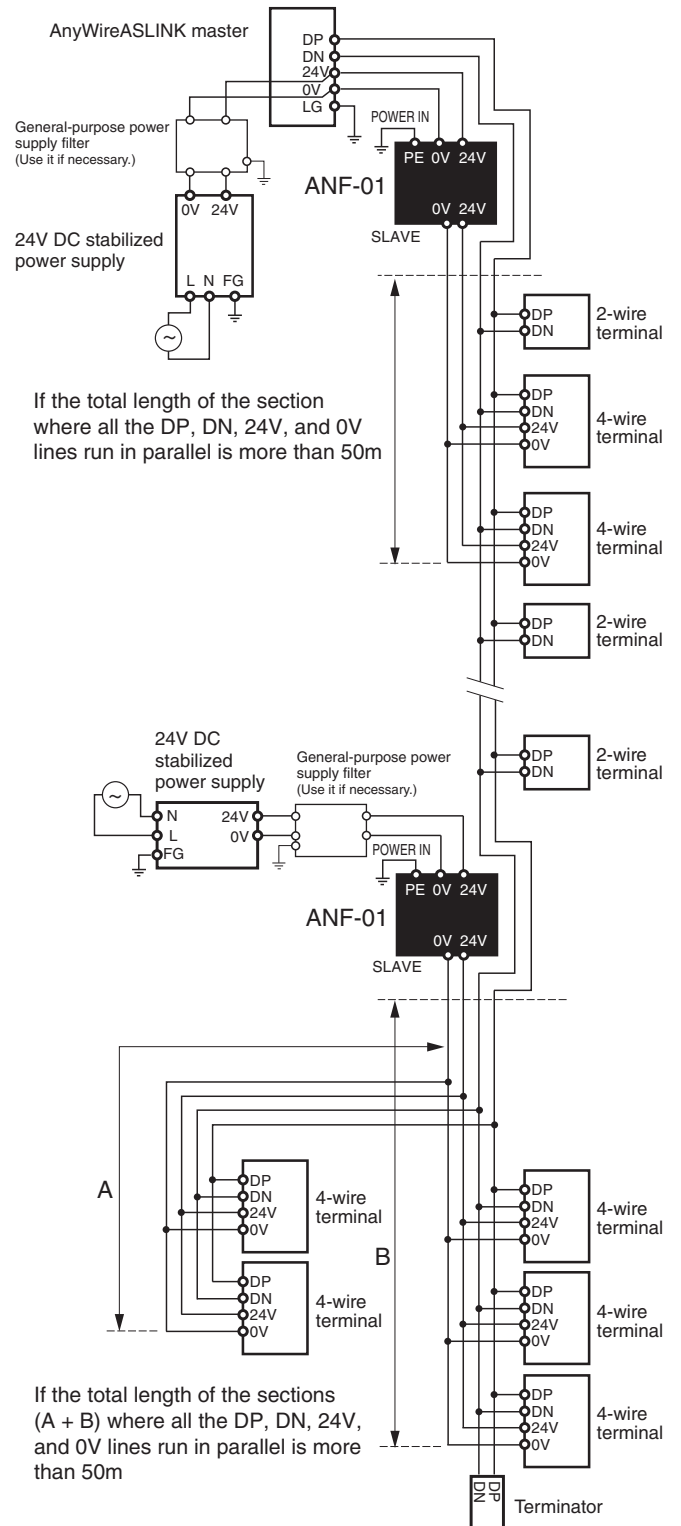 AnyWireASLINK master
DP
DN
24V
0V
LG
General-purpose power
supply filter
(Use it if necessary.)
POWER IN
PE 0V 24V
ANF-01
0V 24V
SLAVE
0V 24V
24V DC stabilized
power supply
L N FG
~
If the total length of the section
where all the DP, DN, 24V, and 0V
lines run in parallel is more than 50m
DP
DN
2-wire
terminal
DP
DN
24V
0V
4-wire
terminal
DP
DN
24V
0V
4-wire
terminal
DP
DN
2-wire
terminal
DP
DN
2-wire
terminal
24V DC
stabilized
power supply
General-purpose power
supply filter
(Use it if necessary.)
~
N
L
FG
24V
0V
POWER IN
PE 0V 24V
ANF-01
0V 24V
SLAVE
A
B
DP
DN
24V
0V
4-wire
terminal
DP
DN
24V
0V
4-wire
terminal
DP
DN
24V
0V
4-wire
terminal
DP
DN
24V
0V
4-wire
terminal
DP
DN
24V
0V
4-wire
terminal
If the total length of the sections
(A + B) where all the DP, DN, 24V,
and 0V lines run in parallel is more
than 50m
DN
DP
Terminator